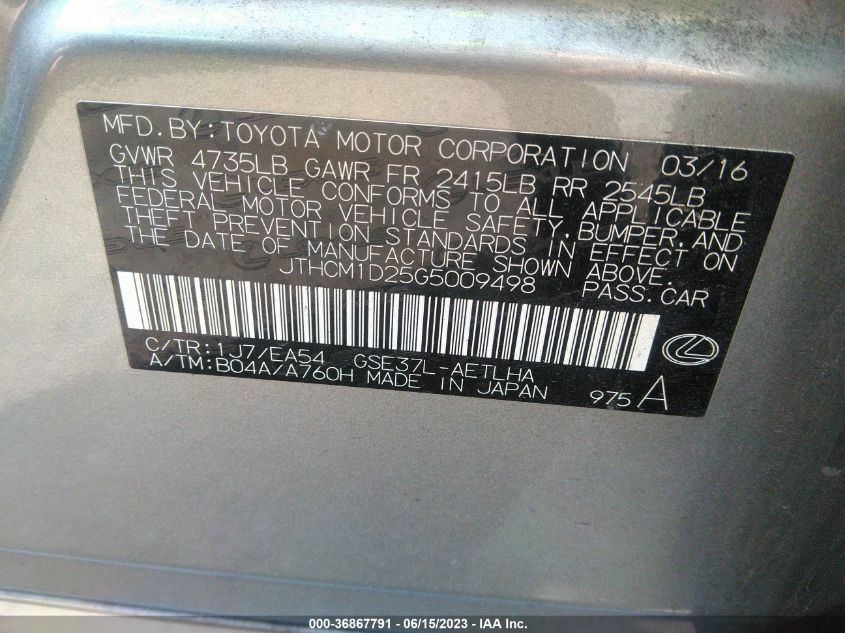 MFD. BY: TOYOTA MOTOR CORPORATION 03/16
GVWR 4735LB GAWR FR 2415LB RR 2545LB
THIS VEHICLE CONFORMS TO ALL APPLICABLE
FEDERAL MOTOR VEHICLE SAFETY, BUMPER, AND
THEFT PREVENTION STANDARDS IN EFFECT ON
THE DATE OF MANUFACTURE SHOWN ABOVE.
JTHCM1D25G5009498 PASS. CAR
C/TR: 1J7/EA54 GSE37L-AETLHA
A/TM: B04A/A760H MADE IN JAPAN 975 A
000-36867791 - 06/15/2023 - IAA Inc.